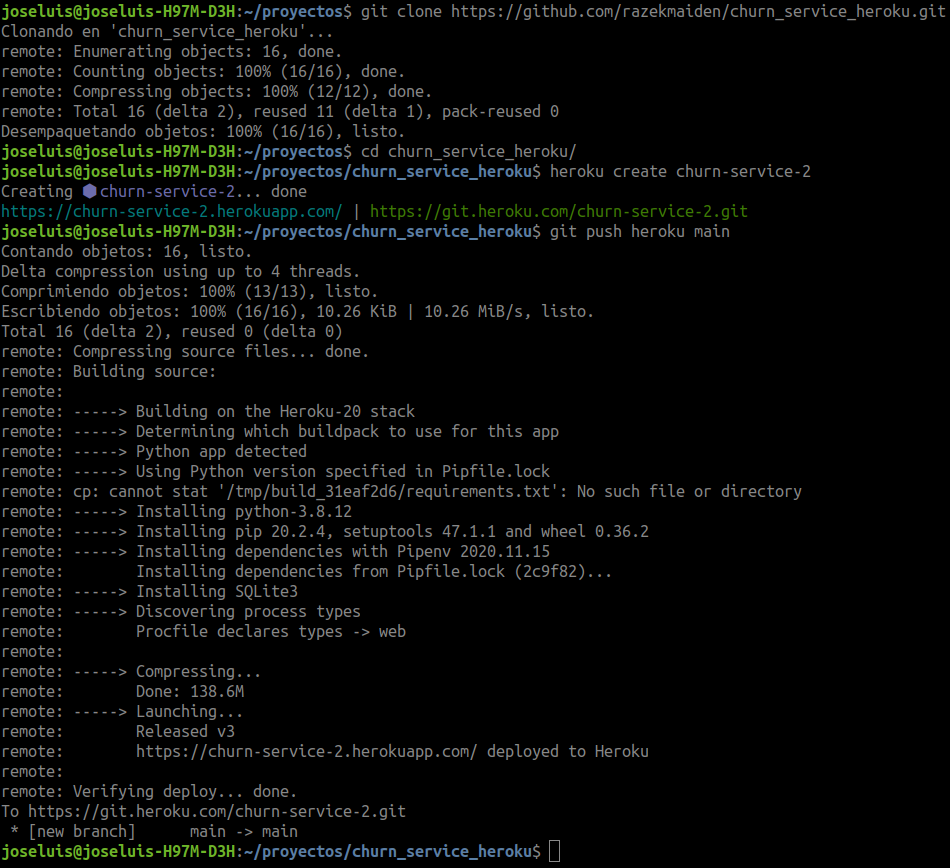 joseluis@joseluis-H97M-D3H:~/proyectos$ git clone https://github.com/razekmaiden/churn_service_heroku.git
Clonando en 'churn_service_heroku'...
remote: Enumerating objects: 16, done.
remote: Counting objects: 100% (16/16), done.
remote: Compressing objects: 100% (12/12), done.
remote: Total 16 (delta 2), reused 11 (delta 1), pack-reused 0
Desempaquetando objetos: 100% (16/16), listo.
joseluis@joseluis-H97M-D3H:~/proyectos$ cd churn_service_heroku/
joseluis@joseluis-H97M-D3H:~/proyectos/churn_service_heroku$ heroku create churn-service-2
Creating ⬢ churn-service-2... done
https://churn-service-2.herokuapp.com/ | https://git.heroku.com/churn-service-2.git
joseluis@joseluis-H97M-D3H:~/proyectos/churn_service_heroku$ git push heroku main
Contando objetos: 16, listo.
Delta compression using up to 4 threads.
Comprimiendo objetos: 100% (13/13), listo.
Escribiendo objetos: 100% (16/16), 10.26 KiB | 10.26 MiB/s, listo.
Total 16 (delta 2), reused 0 (delta 0)
remote: Compressing source files... done.
remote: Building source:
remote:
remote: -----> Building on the Heroku-20 stack
remote: -----> Determining which buildpack to use for this app
remote: -----> Python app detected
remote: -----> Using Python version specified in Pipfile.lock
remote: cp: cannot stat '/tmp/build_31eaf2d6/requirements.txt': No such file or directory
remote: -----> Installing python-3.8.12
remote: -----> Installing pip 20.2.4, setuptools 47.1.1 and wheel 0.36.2
remote: -----> Installing dependencies with Pipenv 2020.11.15
remote:        Installing dependencies from Pipfile.lock (2c9f82)...
remote: -----> Installing SQLite3
remote: -----> Discovering process types
remote:        Procfile declares types -> web
remote:
remote: -----> Compressing...
remote:        Done: 138.6M
remote: -----> Launching...
remote:        Released v3
remote:        https://churn-service-2.herokuapp.com/ deployed to Heroku
remote:
remote: Verifying deploy... done.
To https://git.heroku.com/churn-service-2.git
 * [new branch]      main -> main
joseluis@joseluis-H97M-D3H:~/proyectos/churn_service_heroku$